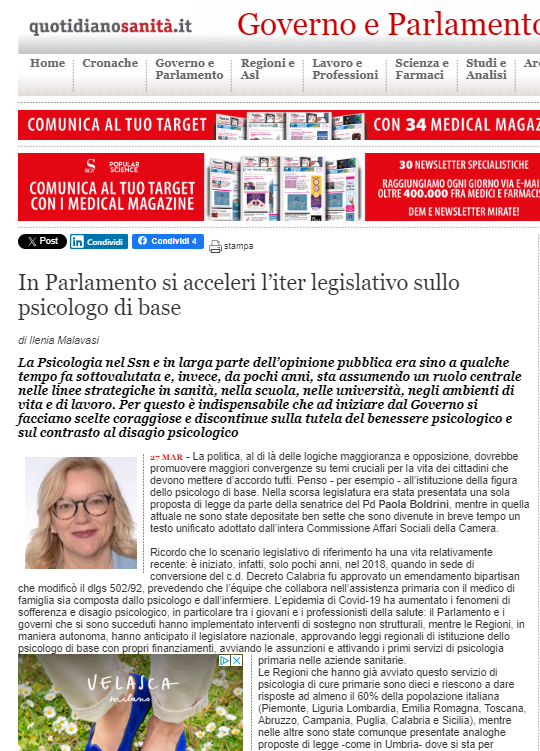 quotidianosanità.it
Governo e Parlamento
Home
Cronache
Governo e
Parlamento
Regioni e
Asl
Lavoro e
Professioni
Scienza e
Farmaci
Studi e
Analisi
COMUNICA AL TUO TARGET
CON 34 MEDICAL MAGAZ
POPULAR
SCIENCE
COMUNICA AL TUO TARGET
CON I MEDICAL MAGAZINE
30 NEWSLETTER SPECIALISTICHE
RAGGIUNGIAMO OGNI GIORNO VIA E-MAI
OLTRE 400.000 FRA MEDICI E FARMACIS
DEM E NEWSLETTER MIRATE!
X Post
in Condividi
Condividi 4
stampa
In Parlamento si acceleri l’iter legislativo sullo
psicologo di base
di Ilenia Malavasi
La Psicologia nel Ssn e in larga parte dell’opinione pubblica era sino a qualche
tempo fa sottovalutata e, invece, da pochi anni, sta assumendo un ruolo centrale
nelle linee strategiche in sanità, nella scuola, nelle università, negli ambienti di
vita e di lavoro. Per questo è indispensabile che ad iniziare dal Governo si
facciano scelte coraggiose e discontinue sulla tutela del benessere psicologico e
sul contrasto al disagio psicologico
27 MAR - La politica, al di là delle logiche maggioranza e opposizione, dovrebbe
promuovere maggiori convergenze su temi cruciali per la vita dei cittadini che
devono mettere d’accordo tutti. Penso - per esempio - all’istituzione della figura
dello psicologo di base. Nella scorsa legislatura era stata presentata una sola
proposta di legge da parte della senatrice del Pd Paola Boldrini, mentre in quella
attuale ne sono state depositate ben sette che sono divenute in breve tempo un
testo unificato adottato dall’intera Commissione Affari Sociali della Camera.
Ricordo che lo scenario legislativo di riferimento ha una vita relativamente
recente: è iniziato, infatti, solo pochi anni, nel 2018, quando in sede di
conversione del c.d. Decreto Calabria fu approvato un emendamento bipartisan
che modificò il dlgs 502/92, prevedendo che l’équipe che collabora nell’assistenza primaria con il medico di
famiglia sia composta dallo psicologo e dall’infermiere. L’epidemia di Covid-19 ha aumentato i fenomeni di
sofferenza e disagio psicologico, in particolare tra i giovani e i professionisti della salute: il Parlamento e i
governi che si sono succeduti hanno implementato interventi di sostegno non strutturali, mentre le Regioni, in
maniera autonoma, hanno anticipato il legislatore nazionale, approvando leggi regionali di istituzione dello
psicologo di base con propri finanziamenti, avviando le assunzioni e attivando i primi servizi di psicologia
primaria nelle aziende sanitarie.
Le Regioni che hanno già avviato questo servizio di
psicologia di cure primarie sono dieci e riescono a dare
risposte ad almeno il 60% della popolazione italiana
(Piemonte, Liguria Lombardia, Emilia Romagna, Toscana,
Abruzzo, Campania, Puglia, Calabria e Sicilia), mentre
nelle altre sono state comunque presentate analoghe
proposte di legge -come in Umbria- dove si sta per
VELASCA
milano